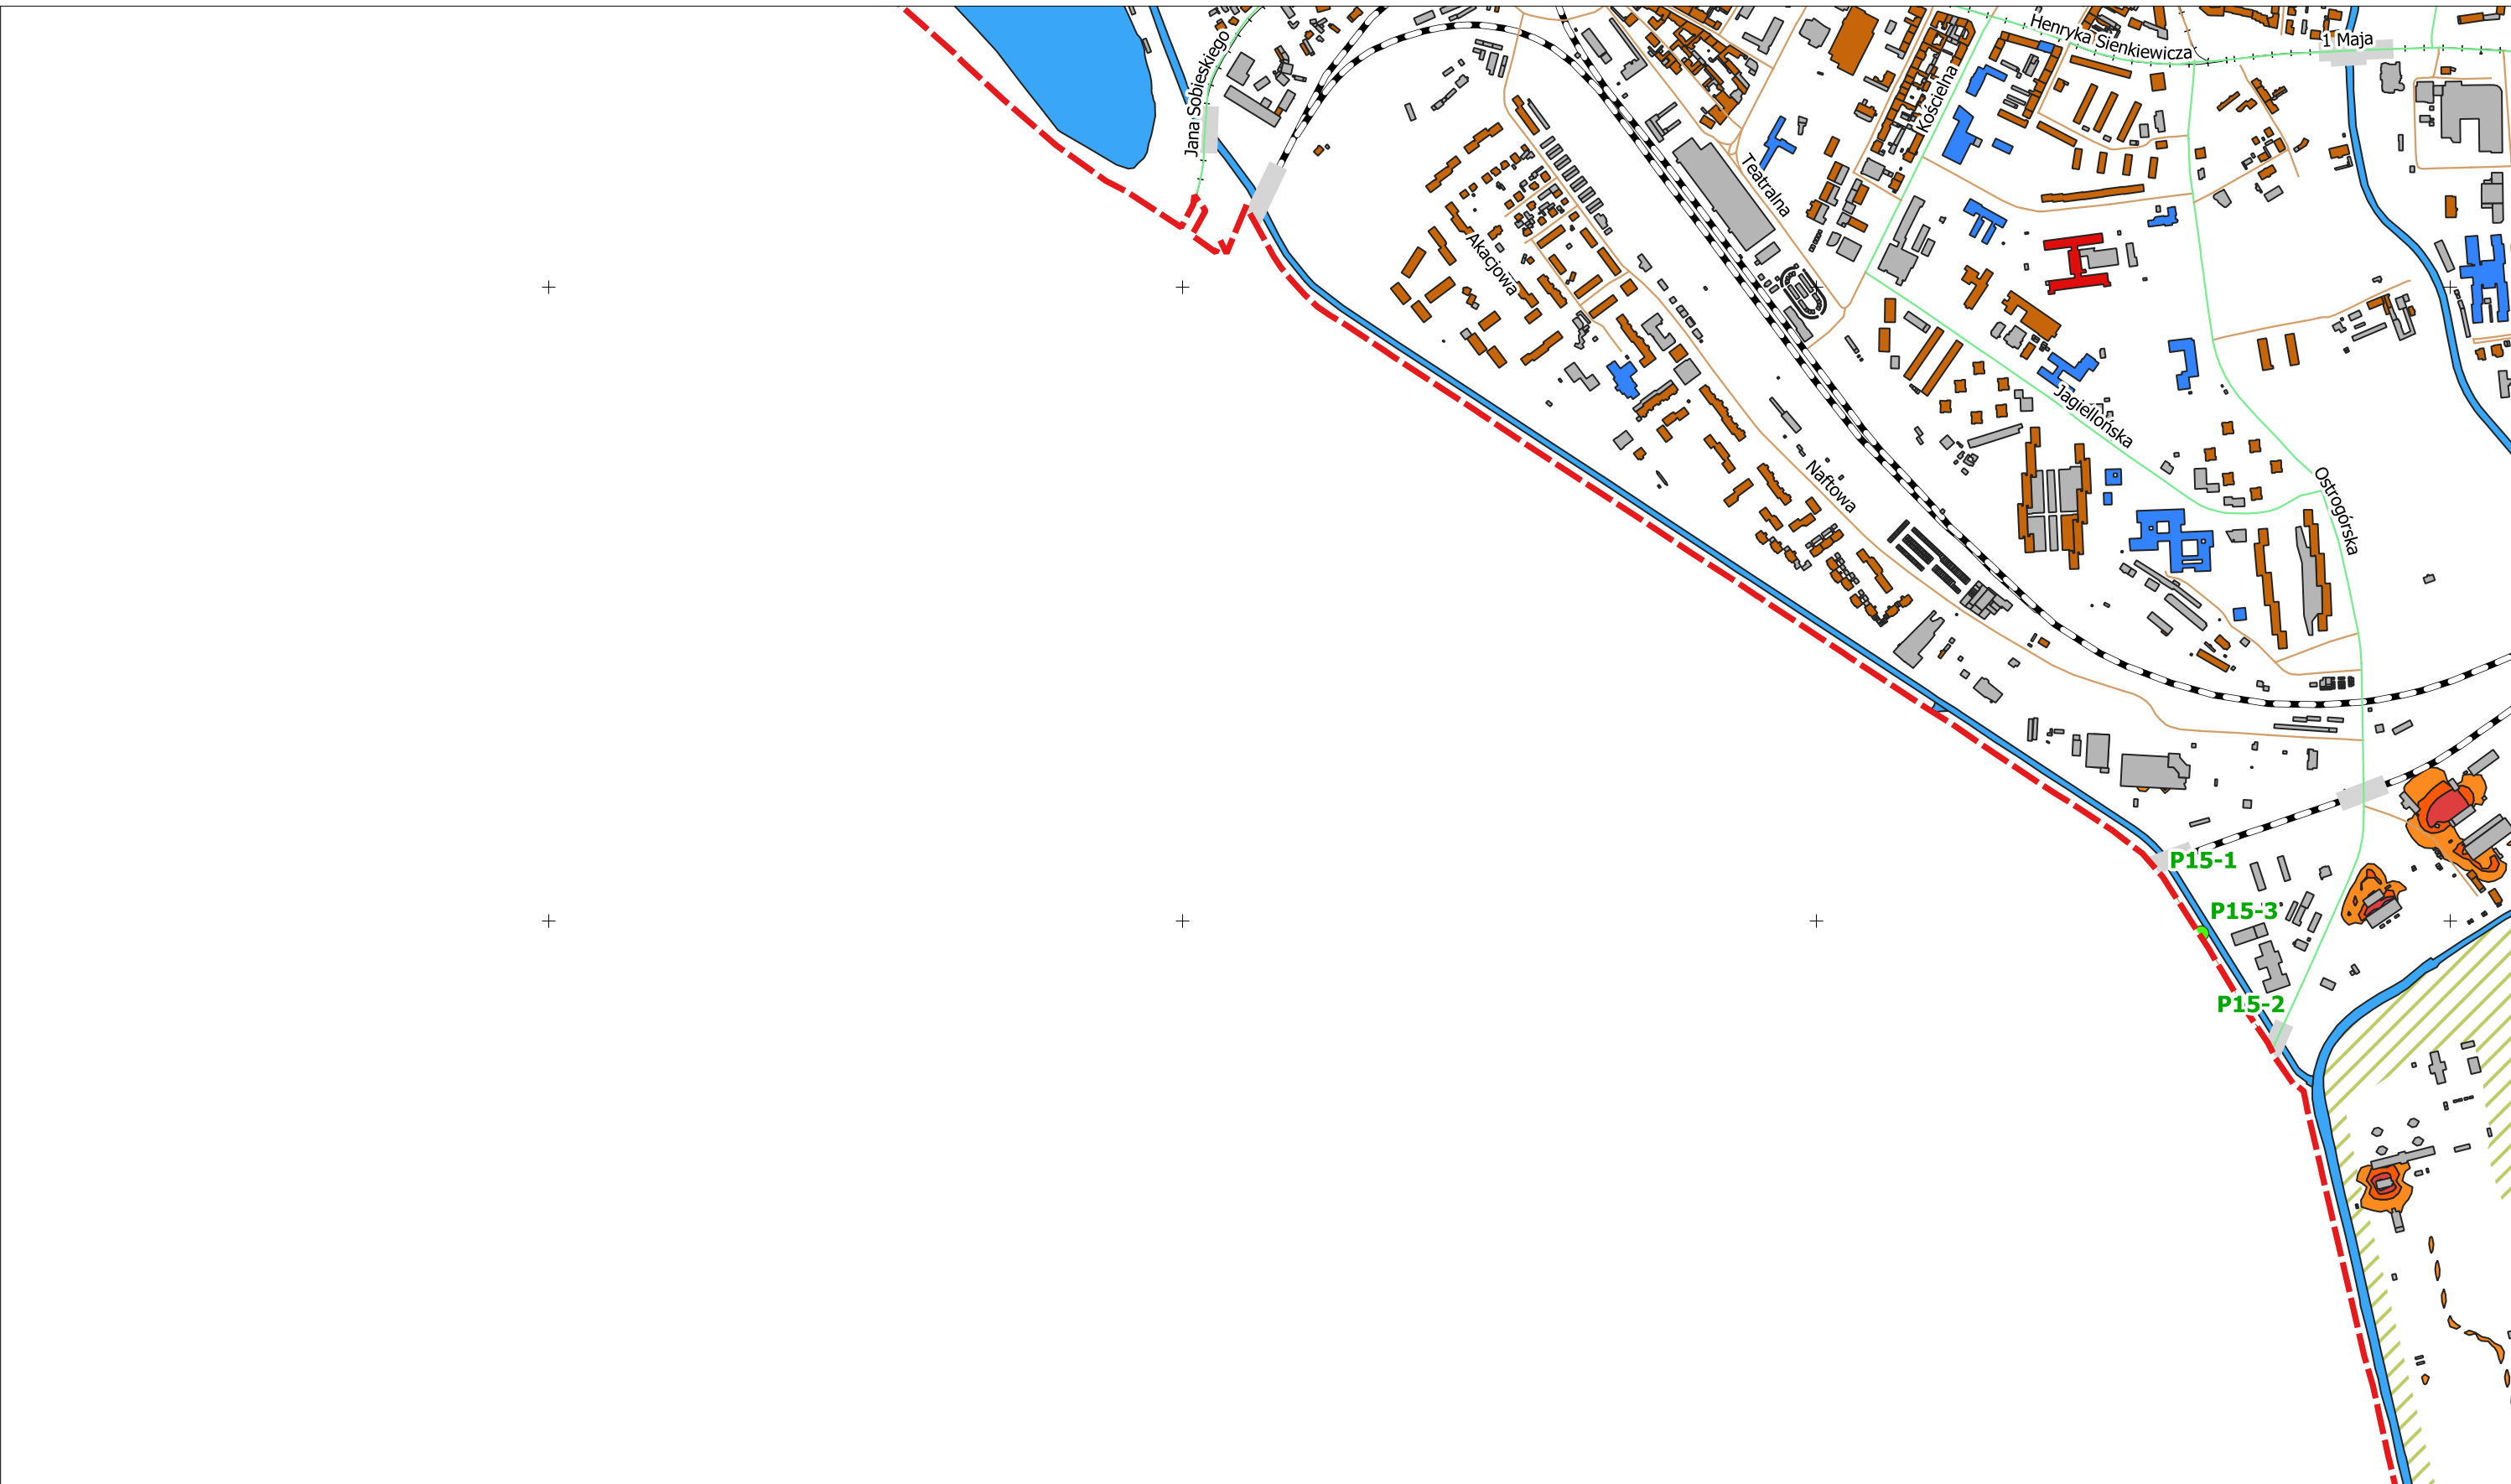 Henryka Sienkiewicza
1 Maja
Jana Sobieskiego
Kościelna
Teatralna
Akacjowa
Jagiellońska
Naftowa
Ostrogórska
P15-1
P15-3
P15-2